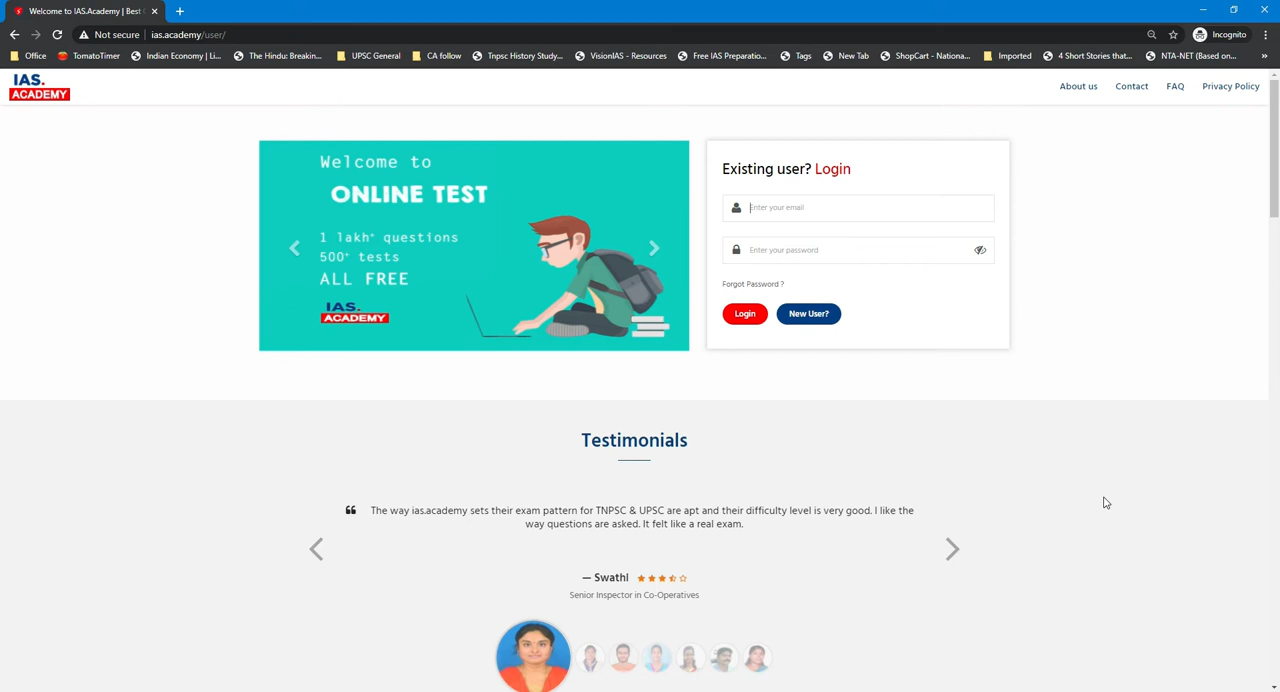 Welcome to IAS.Academy | Best
Not secure | ias.academy/user/
Incognito
Office TomatoTimer Indian Economy | Li... The Hindu Breakin... UPSC General CA follow Tnpsc History Study... VisionIAS - Resources Free IAS Preparatio... Tags New Tab ShopCart - Nationa... Imported 4 Short Stories that... NTA-NET (Based on... »
IAS.
ACADEMY
About us Contact FAQ Privacy Policy
Welcome to
ONLINE TEST
1 lakh+ questions
500+ tests
ALL FREE
IAS.
ACADEMY
Existing user? Login
Enter your email
Enter your password
Forgot Password ?
Login New User?
Testimonials
The way ias.academy sets their exam pattern for TNPSC & UPSC are apt and their difficulty level is very good. I like the
way questions are asked. It felt like a real exam.
— Swathl
Senior Inspector in Co-Operatives